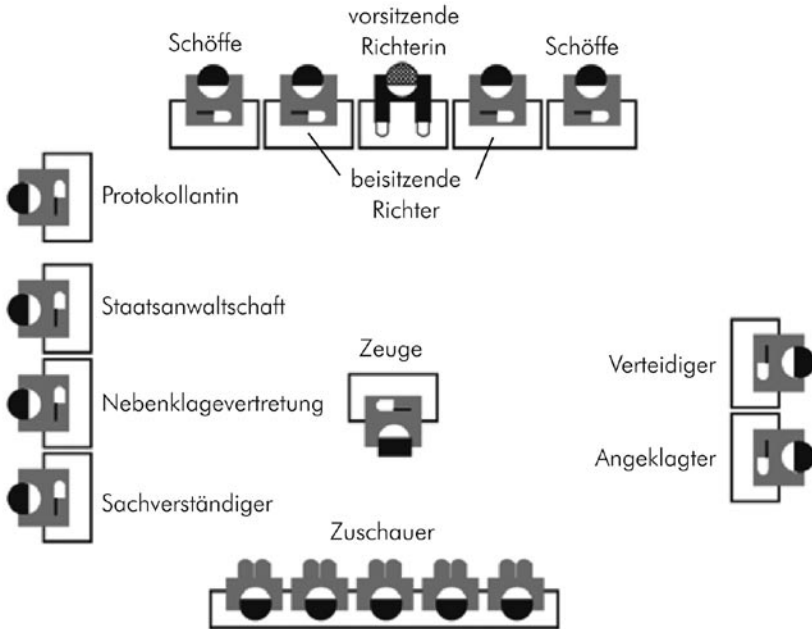 vorsitzende
Schöffe
Richterin
Schöffe
beisitzende
Richter
Protokollantin
Staatsanwaltschaft
Zeuge
Verteidiger
Nebenklagevertretung
Angeklagter
Sachverständiger
Zuschauer